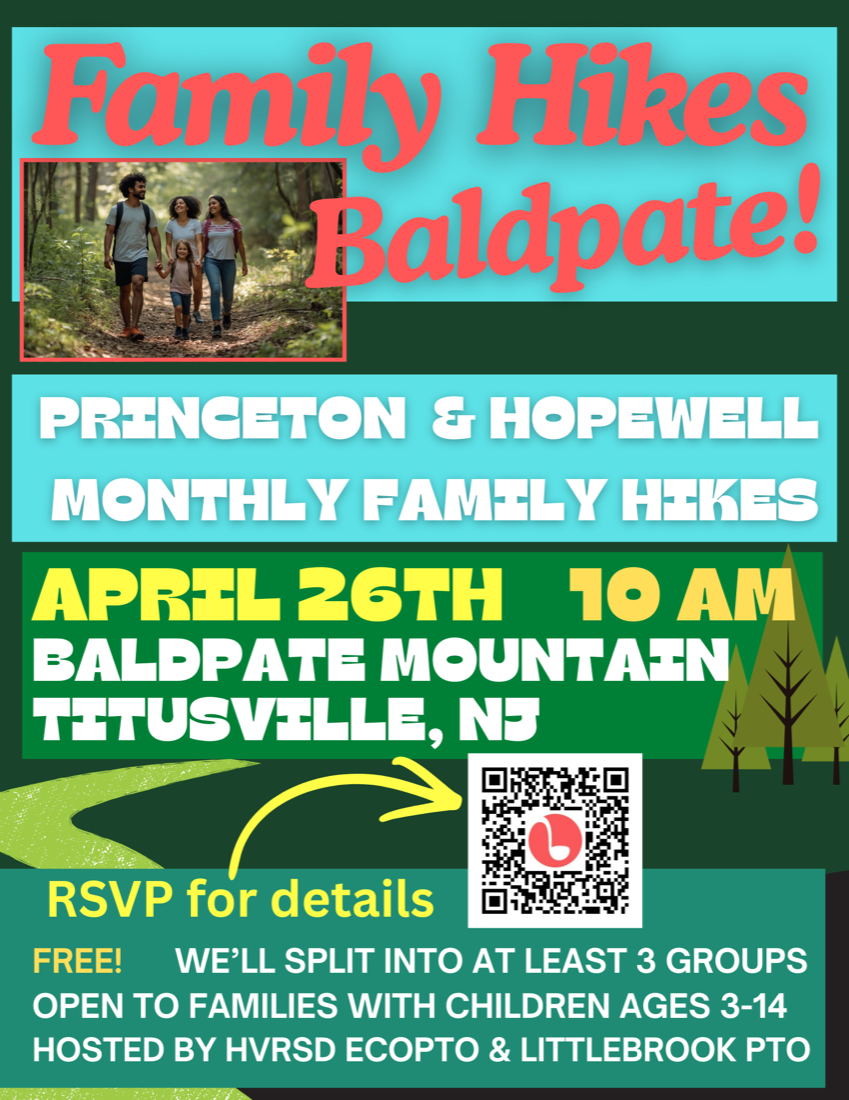 Family Hikes
Baldpate!
PRINCETON & HOPEWELL
MONTHLY FAMILY HIKES
APRIL 26TH 10 AM
BALDPATE MOUNTAIN
TITUSVILLE, NJ
RSVP for details
FREE! WE'LL SPLIT INTO AT LEAST 3 GROUPS
OPEN TO FAMILIES WITH CHILDREN AGES 3-14
HOSTED BY HVRSD ECOPTO & LITTLEBROOK PTO